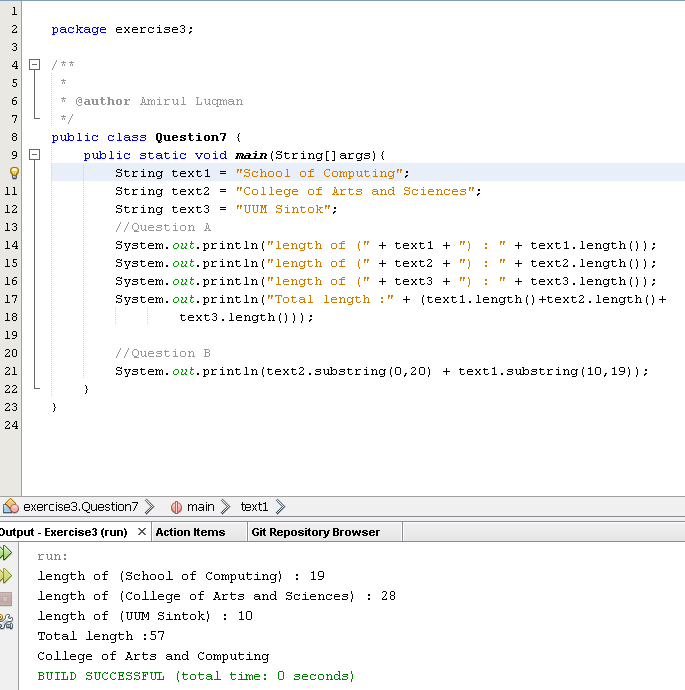 1
2 package exercise3;
3
4 /**
5 *
6 * @author Amirul Luqman
7 */
8 public class Question7 {
9 public static void main(String[]args){
String text1 = "School of Computing";
11 String text2 = "College of Arts and Sciences";
12 String text3 = "UUM Sintok";
13 //Question A
14 System.out.println("length of (" + text1 + ") : " + text1.length());
15 System.out.println("length of (" + text2 + ") : " + text2.length());
16 System.out.println("length of (" + text3 + ") : " + text3.length());
17 System.out.println("Total length :" + (text1.length()+text2.length()+
18 text3.length()));
19
20 //Question B
21 System.out.println(text2.substring(0,20) + text1.substring(10,19));
22 }
23 }
24
exercise3.Question7 main text1
Output - Exercise3 (run) Action Items Git Repository Browser
run:
length of (School of Computing) : 19
length of (College of Arts and Sciences) : 28
length of (UUM Sintok) : 10
Total length :57
College of Arts and Computing
BUILD SUCCESSFUL (total time: 0 seconds)